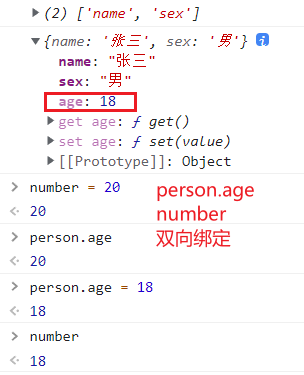 ▶ (2) ['name', 'sex']
▼ {name: '张三', sex: '男'} i
name: "张三"
sex: "男"
age: 18
▶ get age: ƒ get()
▶ set age: ƒ set(value)
▶ [[Prototype]]: Object
> number = 20
<· 20
> person.age
<· 20
> person.age = 18
<· 18
> number
<· 18
person.age
number
双向绑定